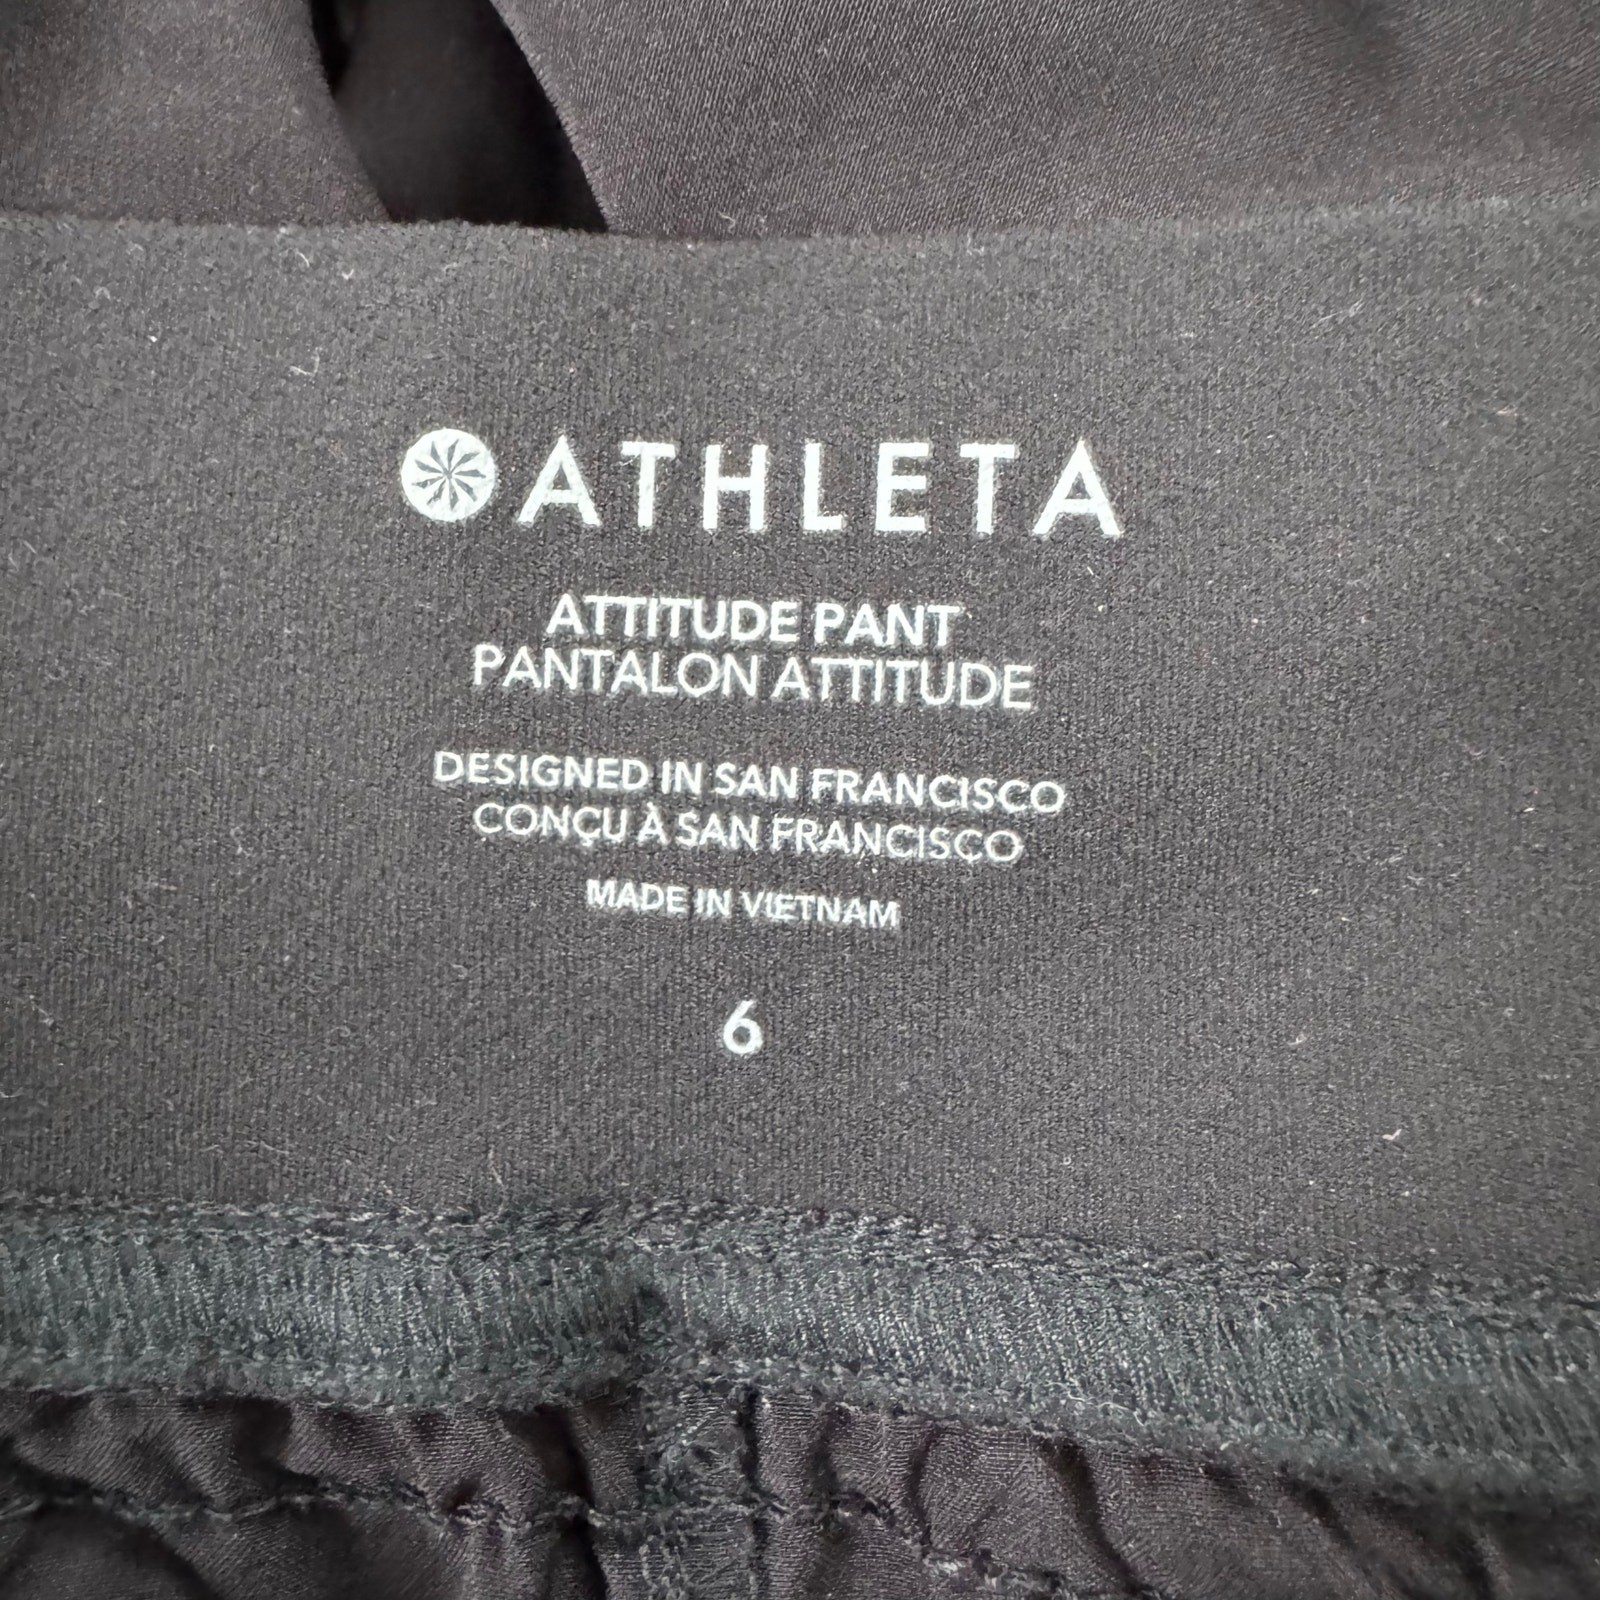 ATHLETA
ATTITUDE PANT
PANTALON ATTITUDE
DESIGNED IN SAN FRANCISCO
CONÇU À SAN FRANCISCO
MADE IN VIETNAM
6